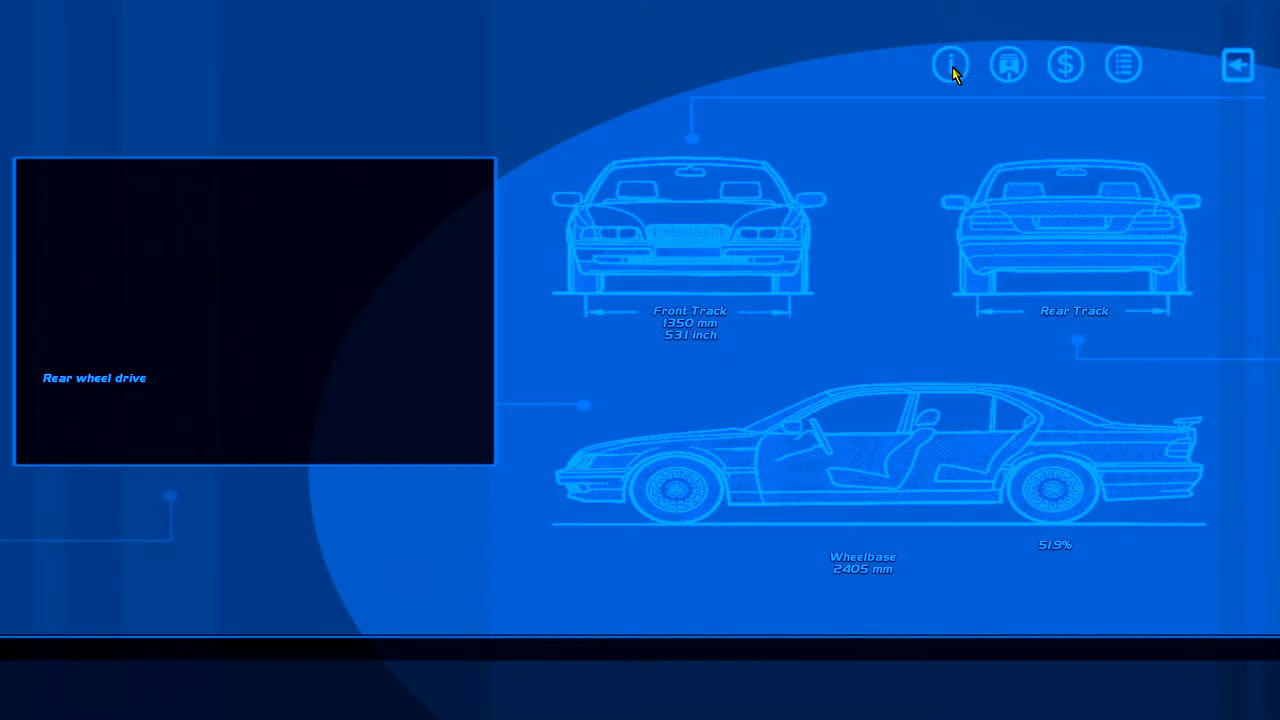 Front Track
1350 mm
53.1 inch
Rear Track
Rear wheel drive
51.9%
Wheelbase
2405 mm